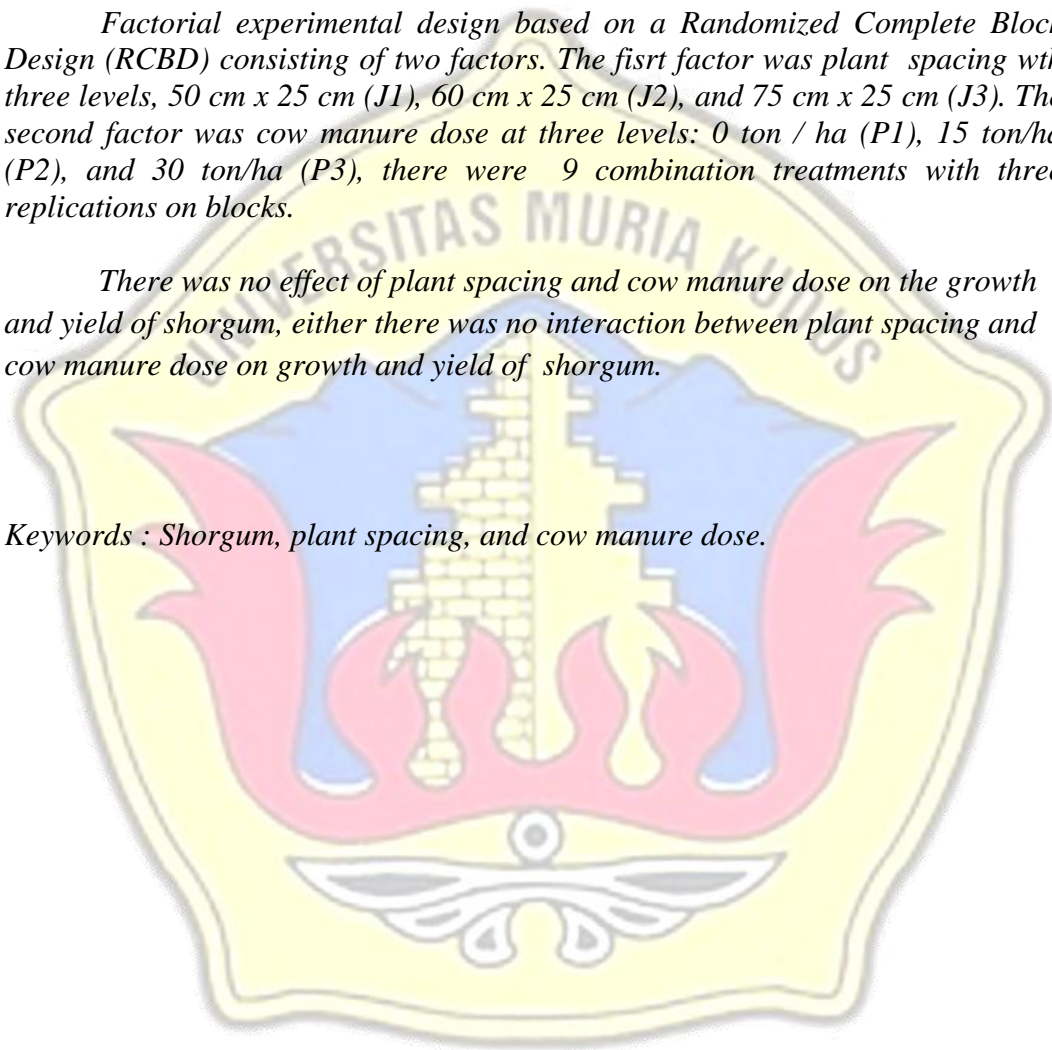 Factorial experimental design based on a Randomized Complete Block
Design (RCBD) consisting of two factors. The fisrt factor was plant spacing wth
three levels, 50 cm x 25 cm (J1), 60 cm x 25 cm (J2), and 75 cm x 25 cm (J3). The
second factor was cow manure dose at three levels: 0 ton / ha (P1), 15 ton/ha
(P2), and 30 ton/ha (P3), there were 9 combination treatments with three
replications on blocks.
UNIVERSITAS MURIA KUDUS
There was no effect of plant spacing and cow manure dose on the growth
and yield of shorgum, either there was no interaction between plant spacing and
cow manure dose on growth and yield of shorgum.
Keywords : Shorgum, plant spacing, and cow manure dose.